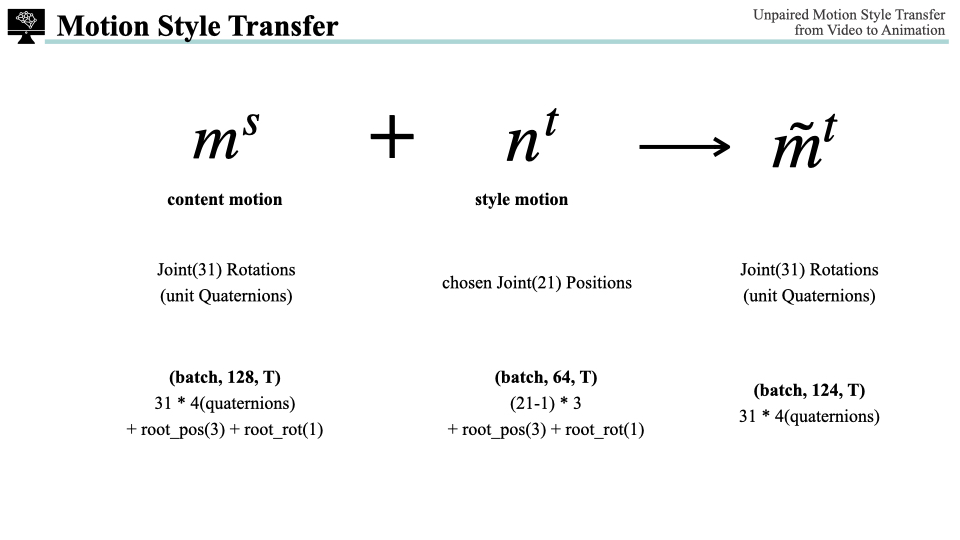 Motion Style Transfer
Unpaired Motion Style Transfer
from Video to Animation
mˢ + nᵗ ⟶ m̃ᵗ
content motion
style motion
Joint(31) Rotations
(unit Quaternions)
chosen Joint(21) Positions
Joint(31) Rotations
(unit Quaternions)
(batch, 128, T)
31 * 4(quaternions)
+ root_pos(3) + root_rot(1)
(batch, 64, T)
(21-1) * 3
+ root_pos(3) + root_rot(1)
(batch, 124, T)
31 * 4(quaternions)